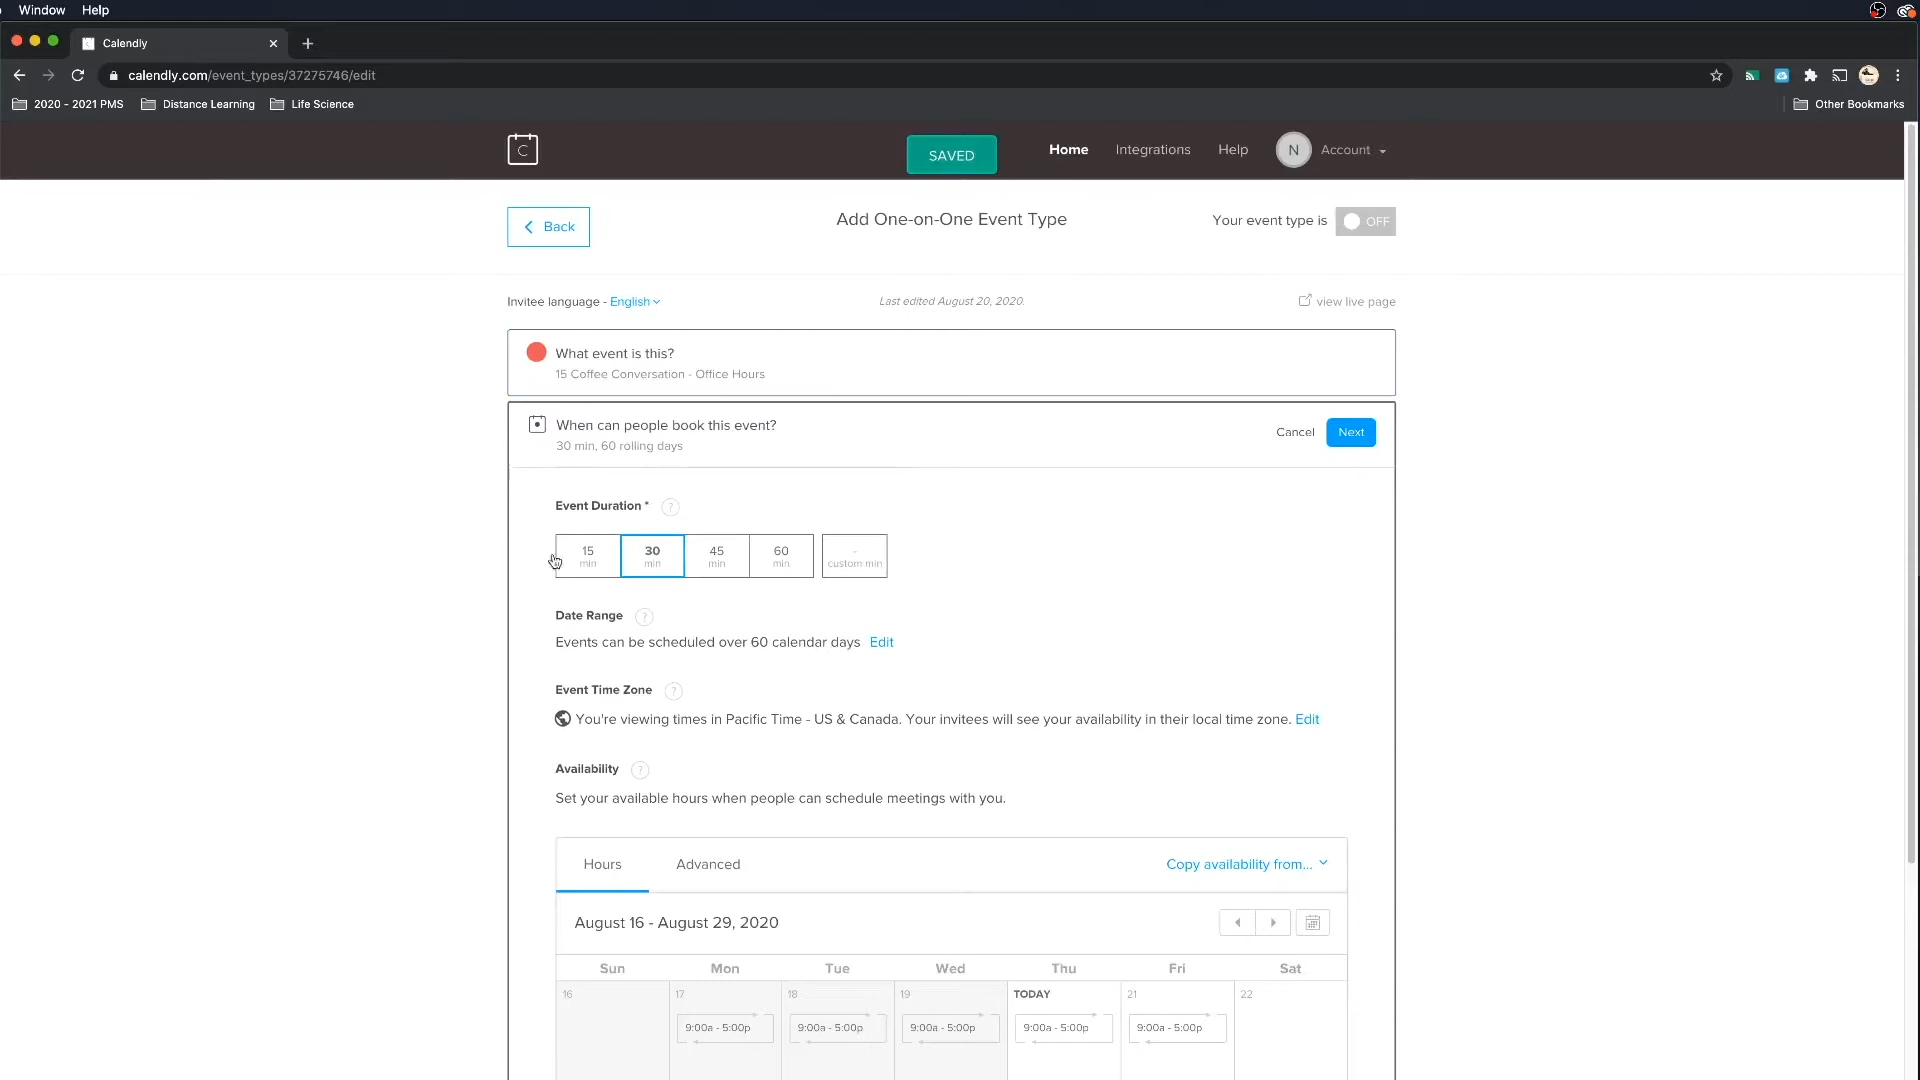 Window Help
Calendly
calendly.com/event_types/37275746/edit
2020 - 2021 PMS Distance Learning Life Science Other Bookmarks
C SAVED Home Integrations Help N Account
Back Add One-on-One Event Type Your event type is OFF
Invitee language - English Last edited August 20, 2020. view live page
What event is this?
15 Coffee Conversation - Office Hours
When can people book this event?
30 min, 60 rolling days
Cancel Next
Event Duration * ?
15 30 45 60 -
min min min min custom min
Date Range ?
Events can be scheduled over 60 calendar days Edit
Event Time Zone ?
You're viewing times in Pacific Time - US & Canada. Your invitees will see your availability in their local time zone. Edit
Availability ?
Set your available hours when people can schedule meetings with you.
Hours Advanced Copy availability from...
August 16 - August 29, 2020
Sun Mon Tue Wed Thu Fri Sat
16 17 18 19 TODAY 21 22
9:00a - 5:00p 9:00a - 5:00p 9:00a - 5:00p 9:00a - 5:00p 9:00a - 5:00p